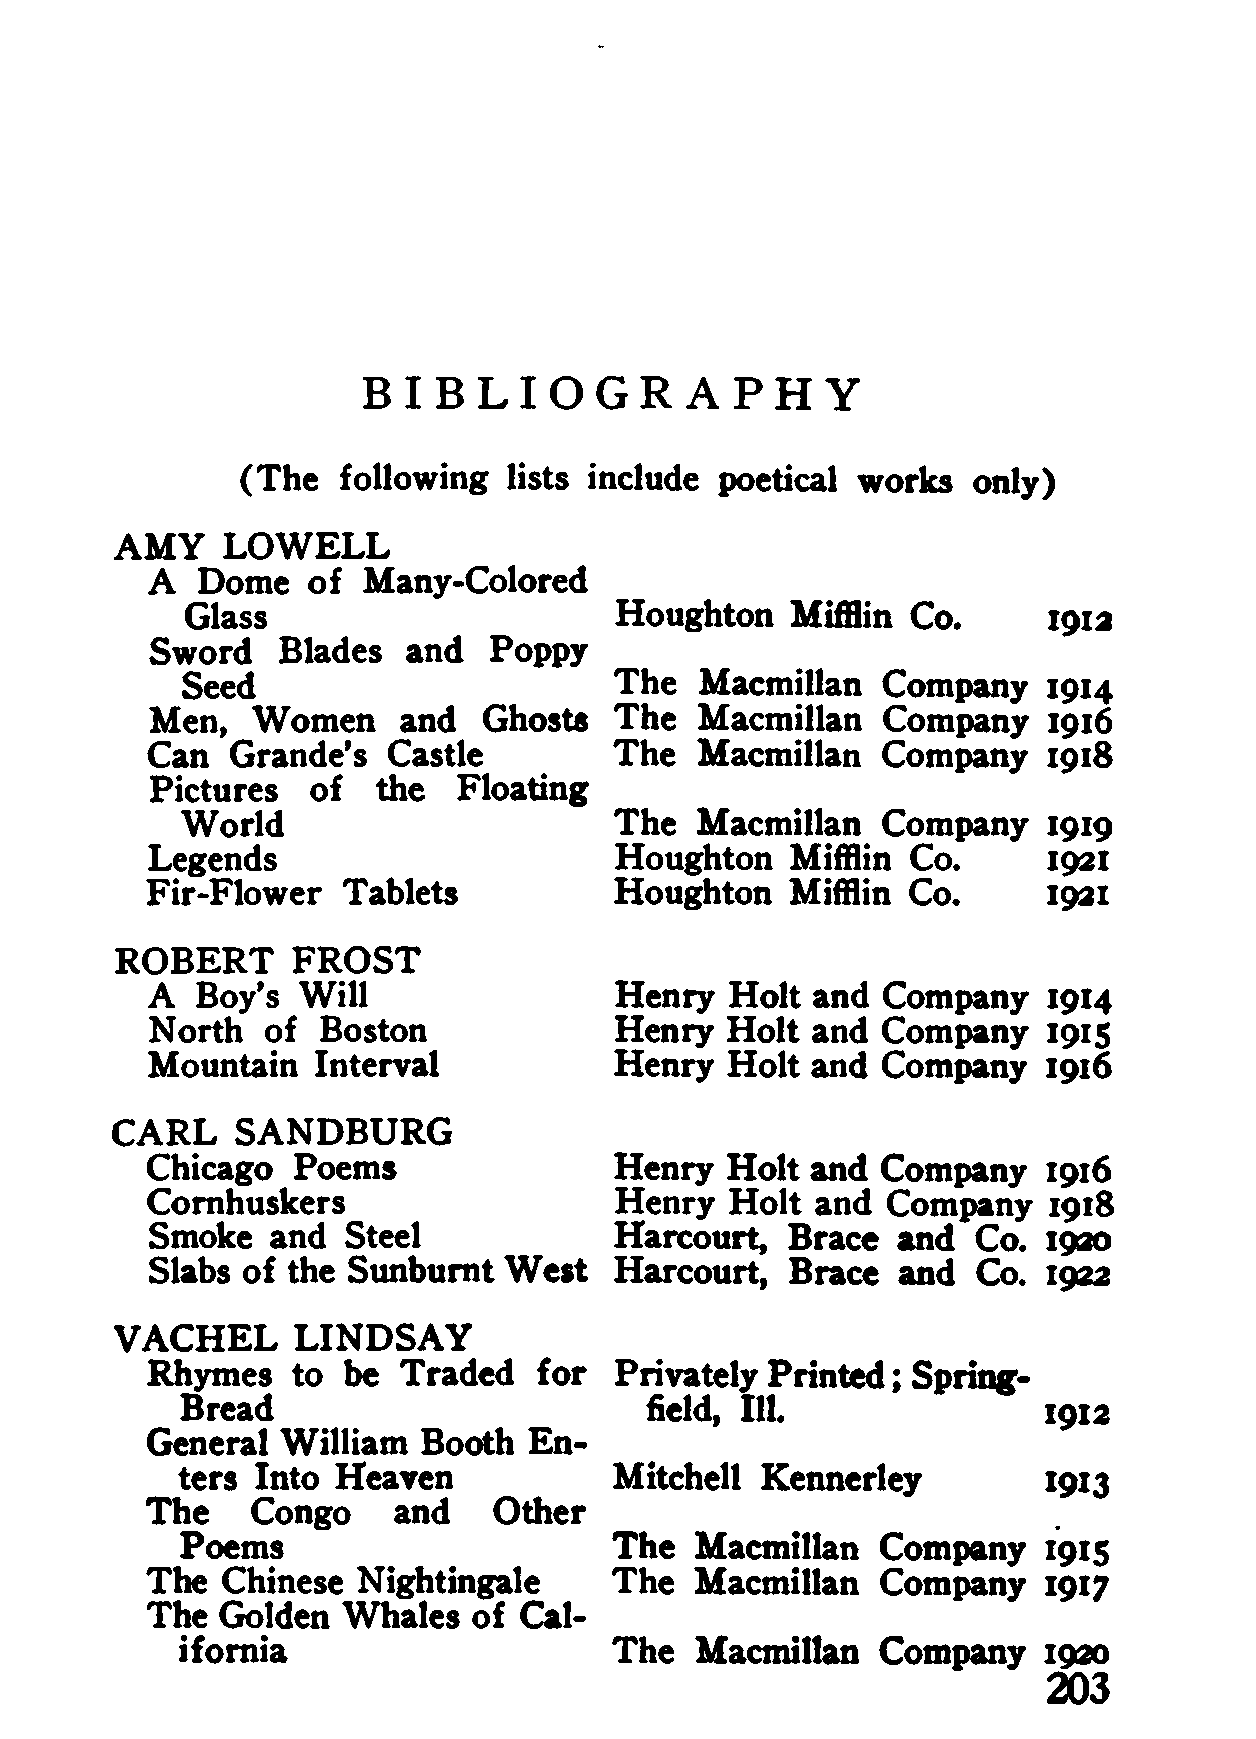 BIBLIOGRAPHY
(The following lists include poetical works only)
AMY LOWELL
A Dome of Many-Colored
Glass Houghton Mifflin Co. 1912
Sword Blades and Poppy
Seed The Macmillan Company 1914
Men, Women and Ghosts The Macmillan Company 1916
Can Grande's Castle The Macmillan Company 1918
Pictures of the Floating
World The Macmillan Company 1919
Legends Houghton Mifflin Co. 1921
Fir-Flower Tablets Houghton Mifflin Co. 1921
ROBERT FROST
A Boy's Will Henry Holt and Company 1914
North of Boston Henry Holt and Company 1915
Mountain Interval Henry Holt and Company 1916
CARL SANDBURG
Chicago Poems Henry Holt and Company 1916
Cornhuskers Henry Holt and Company 1918
Smoke and Steel Harcourt, Brace and Co. 1920
Slabs of the Sunburnt West Harcourt, Brace and Co. 1922
VACHEL LINDSAY
Rhymes to be Traded for Privately Printed; Spring-
Bread field, Ill. 1912
General William Booth En-
ters Into Heaven Mitchell Kennerley 1913
The Congo and Other
Poems The Macmillan Company 1915
The Chinese Nightingale The Macmillan Company 1917
The Golden Whales of Cal-
ifornia The Macmillan Company 1920
203